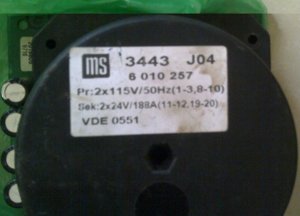 ms 3443 J04
6 010 257
Pr:2x115V/50Hz(1-3,8-10)
Sek:2x24V/188A(11-12,19-20)
VDE 0551